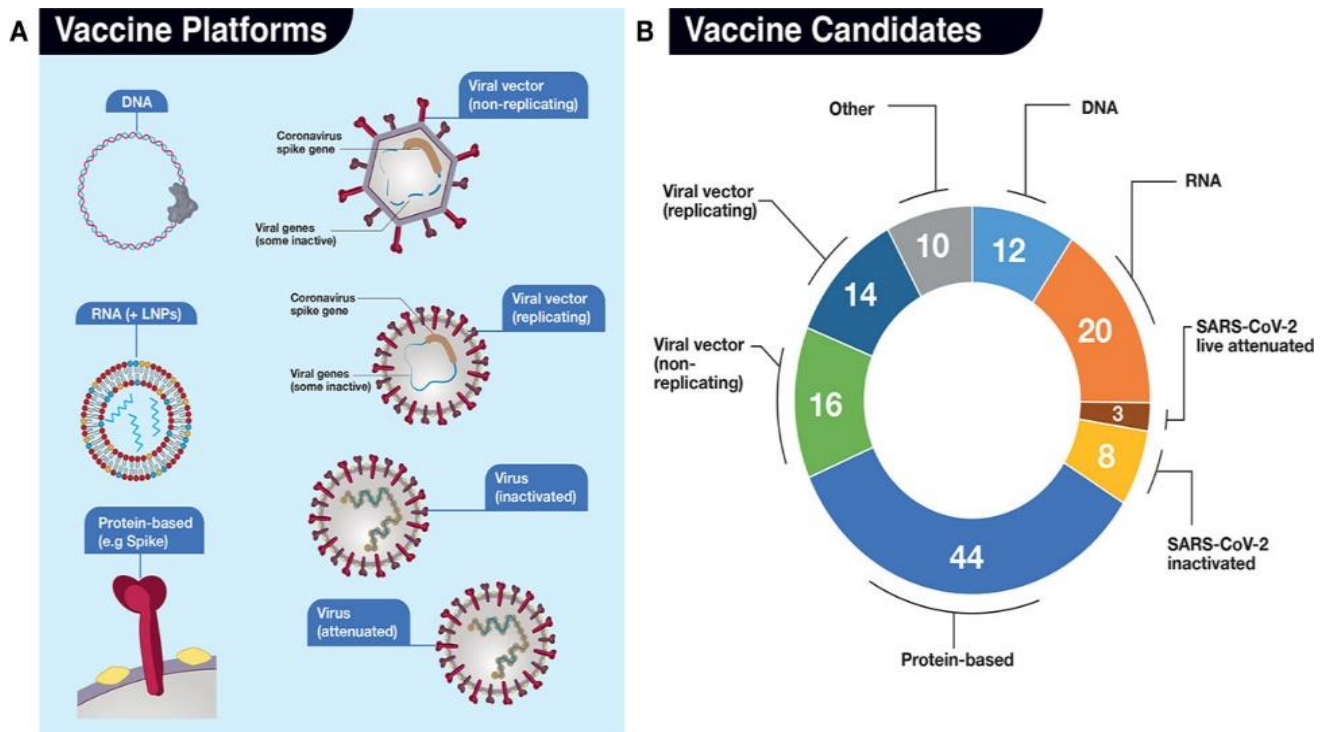 A
Vaccine Platforms
DNA
Viral vector
(non-replicating)
Coronavirus
spike gene
Viral genes
(some inactive)
RNA (+ LNPs)
Coronavirus
spike gene
Viral vector
(replicating)
Viral genes
(some inactive)
Virus
(inactivated)
Protein-based
(e.g Spike)
Virus
(attenuated)
B
Vaccine Candidates
Other
DNA
RNA
Viral vector
(replicating)
10
12
14
20
SARS-CoV-2
live attenuated
Viral vector
(non-
replicating)
16
3
8
44
SARS-CoV-2
inactivated
Protein-based